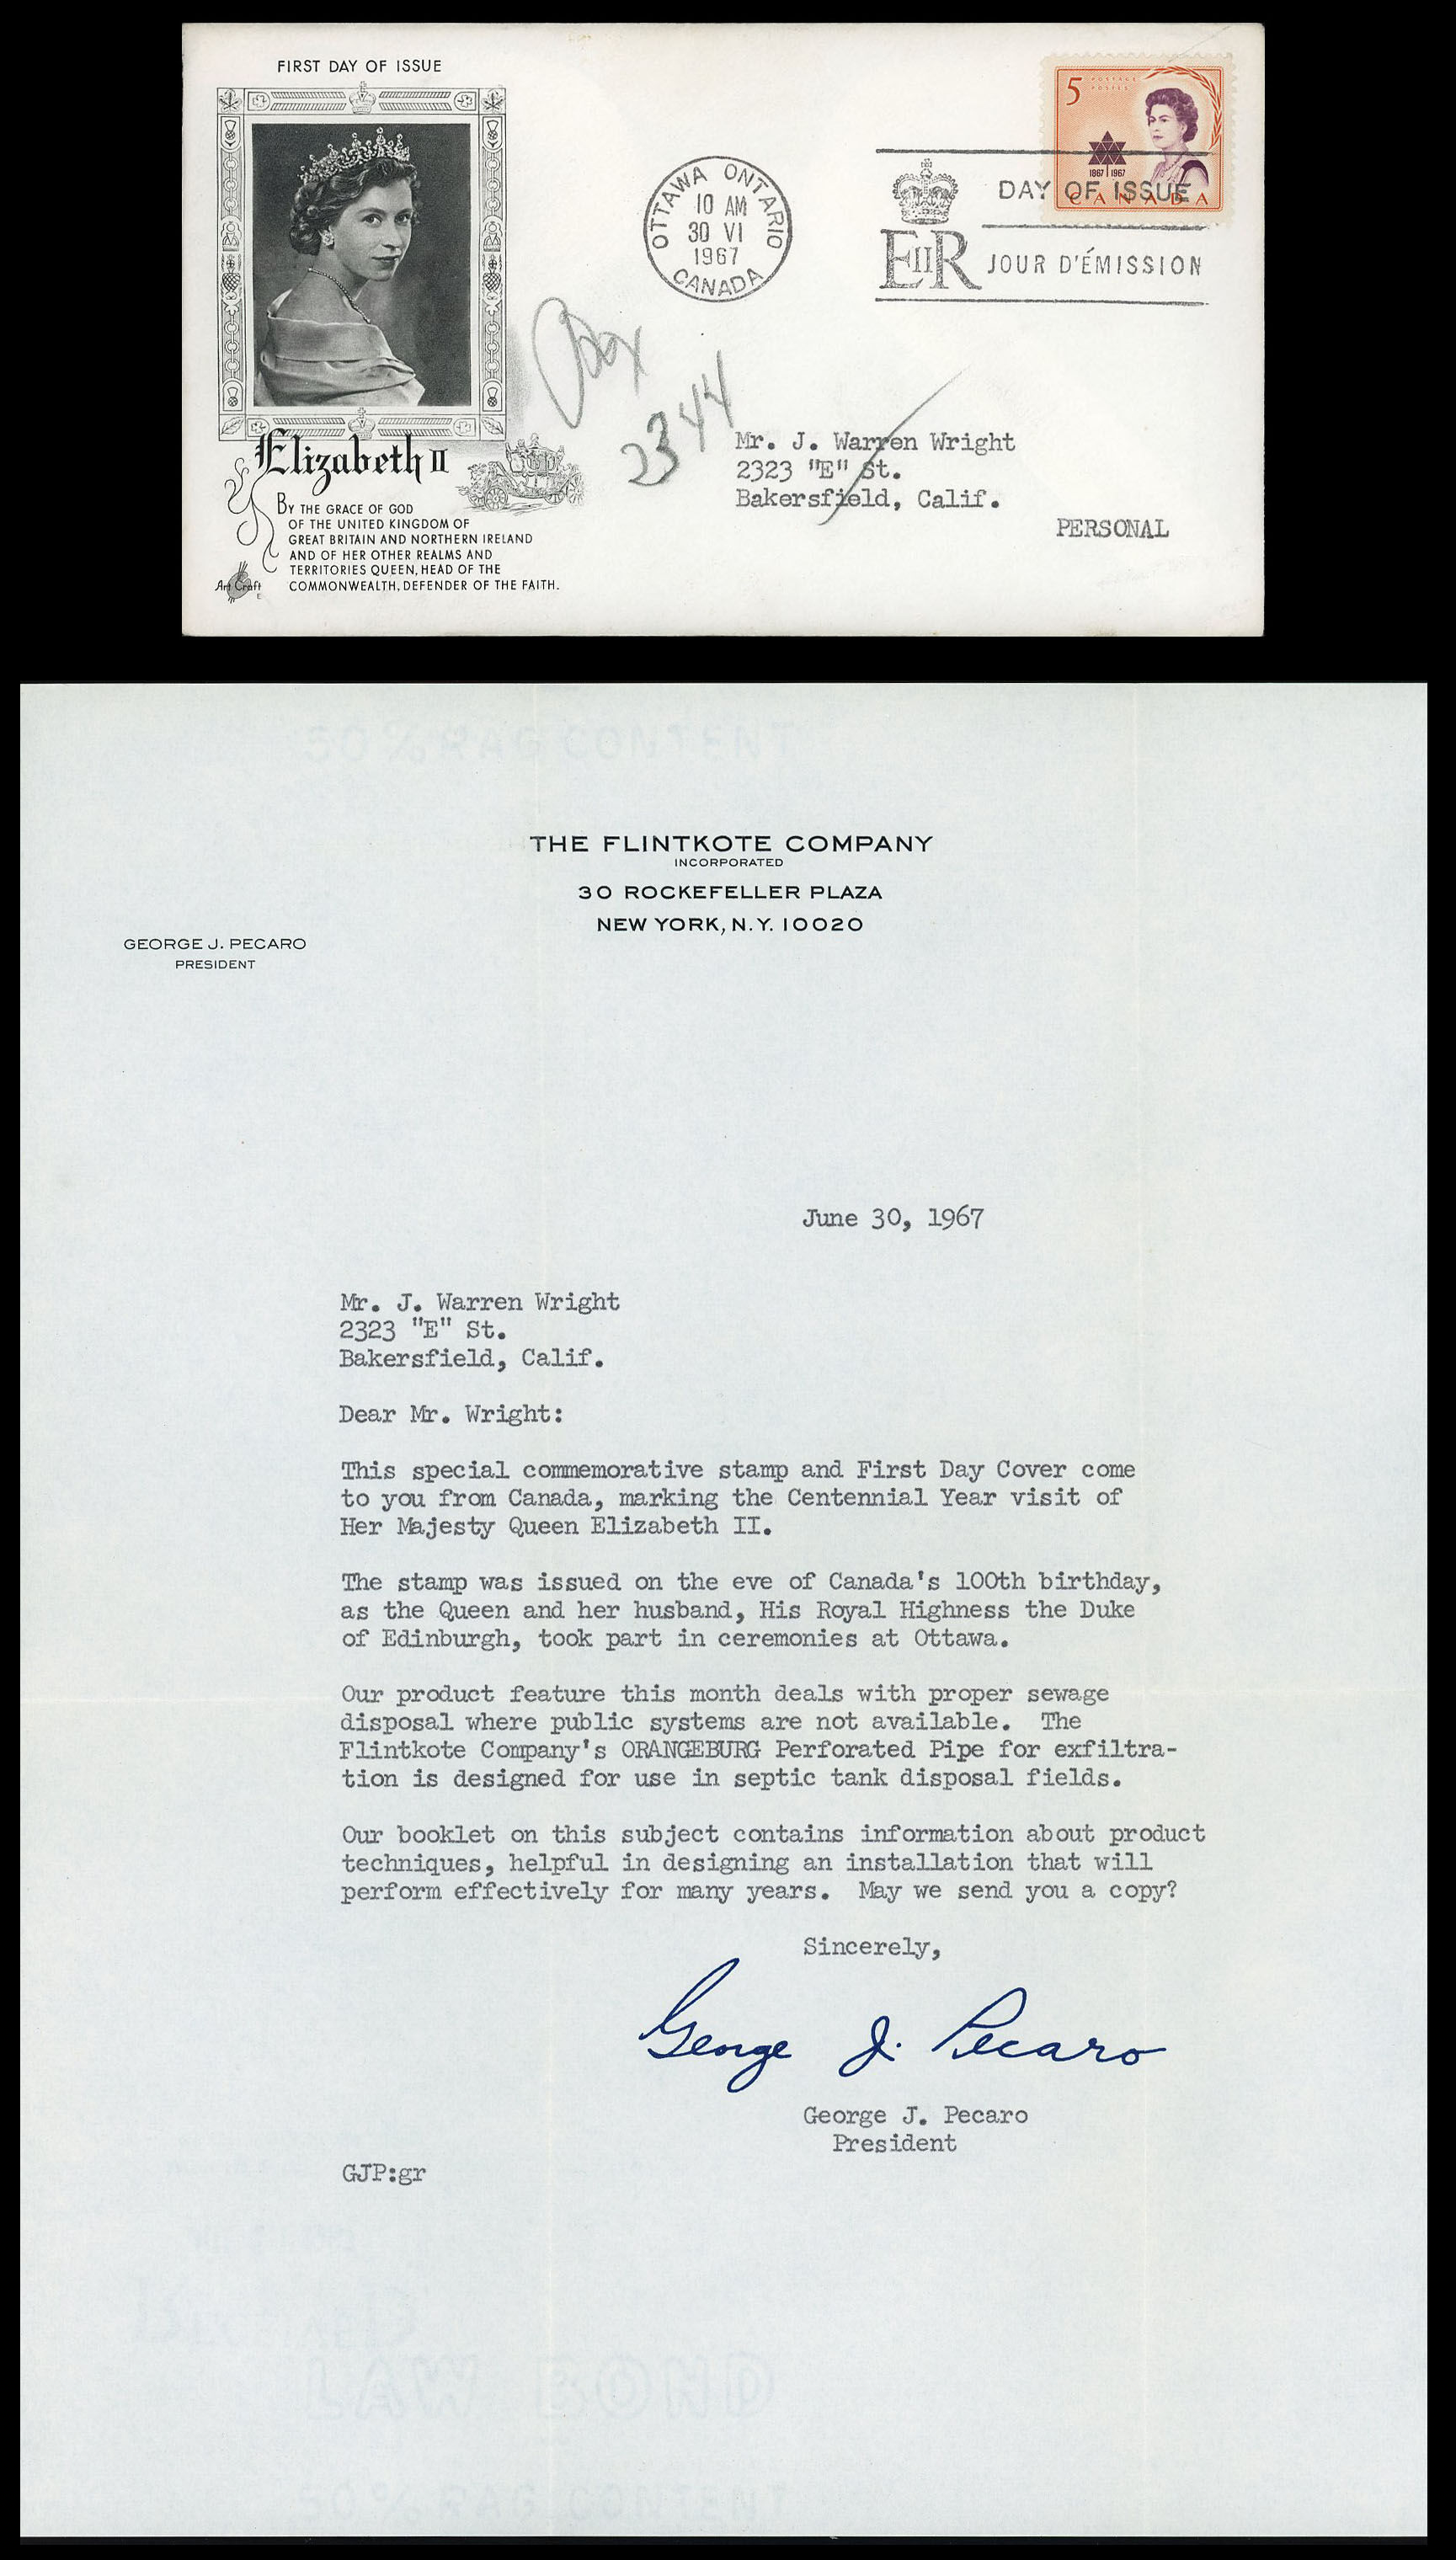 FIRST DAY OF ISSUE
Elizabeth II
BY THE GRACE OF GOD
OF THE UNITED KINGDOM OF
GREAT BRITAIN AND NORTHERN IRELAND
AND OF HER OTHER REALMS AND
TERRITORIES QUEEN, HEAD OF THE
COMMONWEALTH, DEFENDER OF THE FAITH.
Art Craft
OTTAWA ONTARIO
10 AM
30 VI
1967
CANADA
5 POSTAGE
POSTES
1867 1967
CANADA
DAY OF ISSUE
EIIR JOUR D'ÉMISSION
Box
2344
Mr. J. Warren Wright
2323 "E" St.
Bakersfield, Calif.
PERSONAL
50% RAG CONTENT
THE FLINTKOTE COMPANY
INCORPORATED
30 ROCKEFELLER PLAZA
NEW YORK, N.Y. 10020
GEORGE J. PECARO
PRESIDENT
June 30, 1967
Mr. J. Warren Wright
2323 "E" St.
Bakersfield, Calif.
Dear Mr. Wright:
This special commemorative stamp and First Day Cover come
to you from Canada, marking the Centennial Year visit of
Her Majesty Queen Elizabeth II.
The stamp was issued on the eve of Canada's 100th birthday,
as the Queen and her husband, His Royal Highness the Duke
of Edinburgh, took part in ceremonies at Ottawa.
Our product feature this month deals with proper sewage
disposal where public systems are not available. The
Flintkote Company's ORANGEBURG Perforated Pipe for exfiltra-
tion is designed for use in septic tank disposal fields.
Our booklet on this subject contains information about product
techniques, helpful in designing an installation that will
perform effectively for many years. May we send you a copy?
Sincerely,
George J. Pecaro
George J. Pecaro
President
GJP:gr
LAW BOND
50% RAG CONTENT